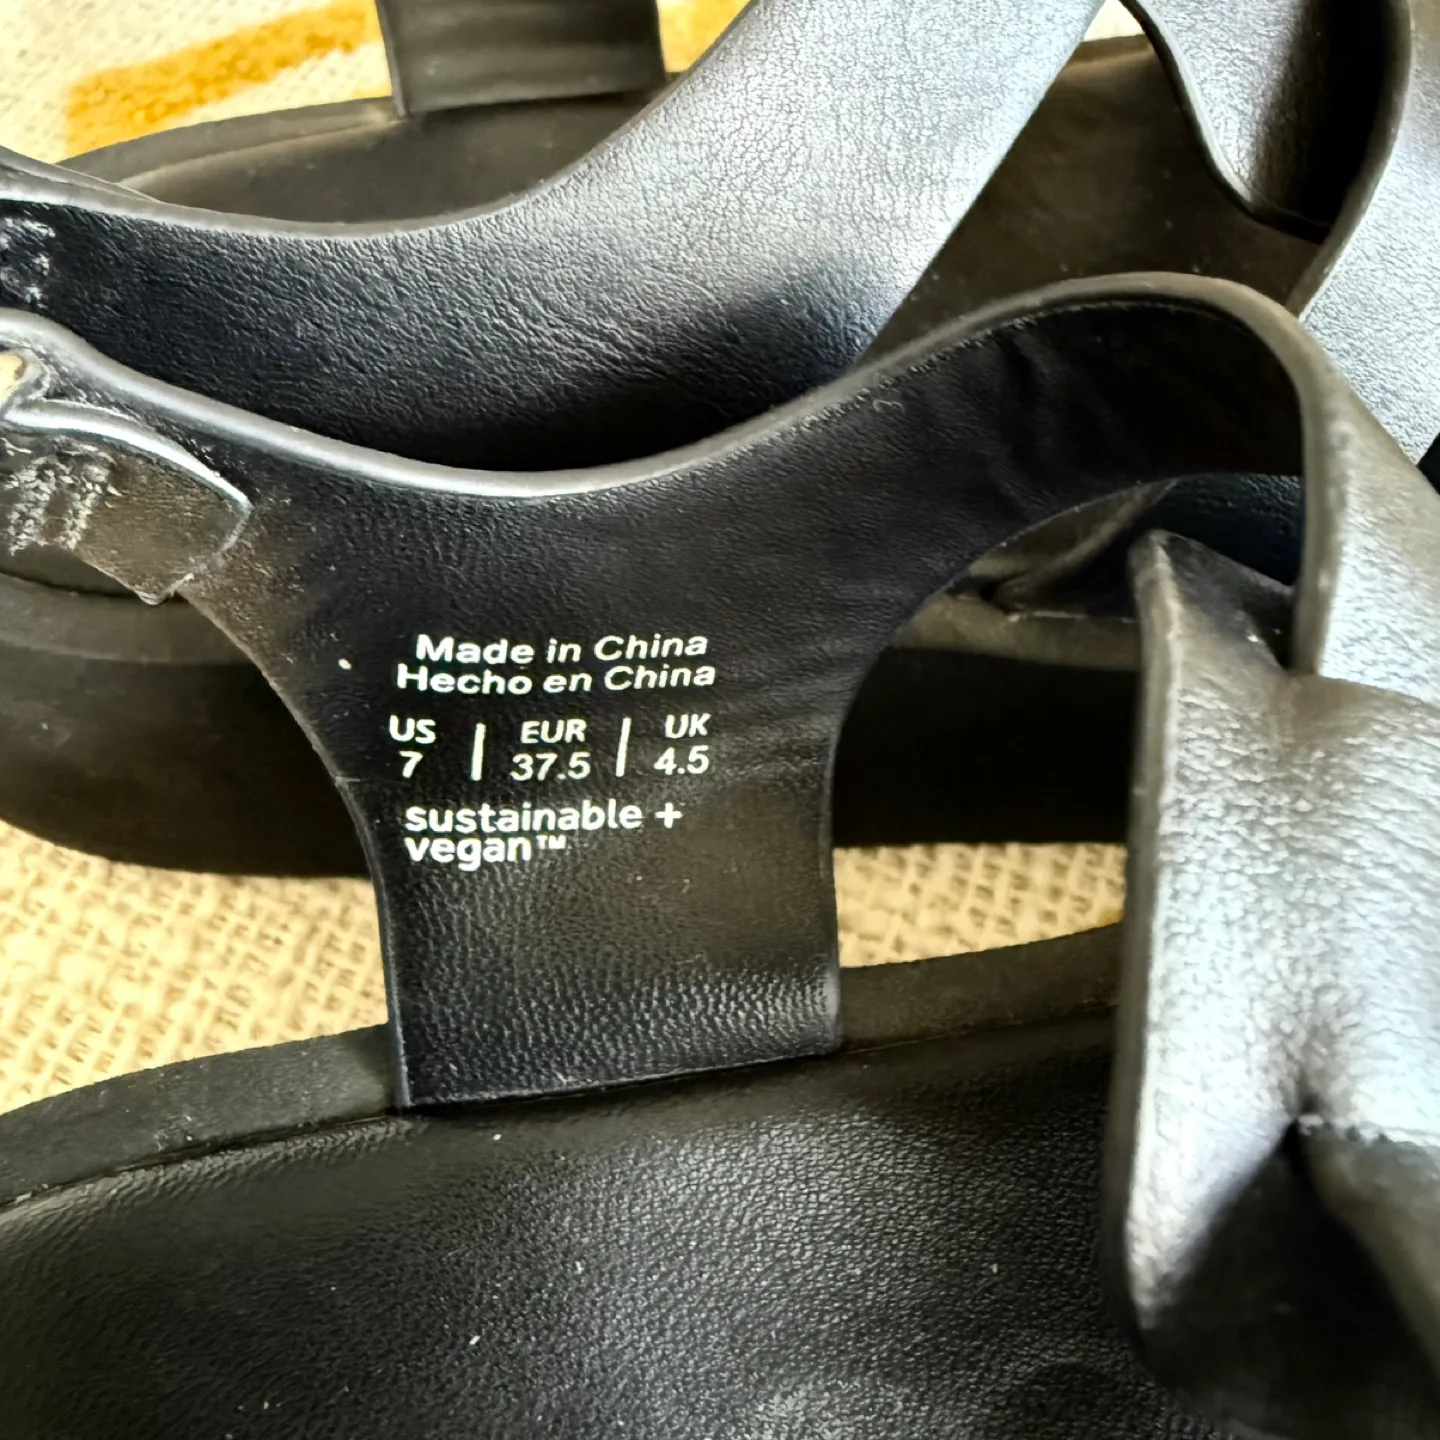 Made in China
Hecho en China
US | EUR | UK
7 | 37.5 | 4.5
sustainable +
vegan™